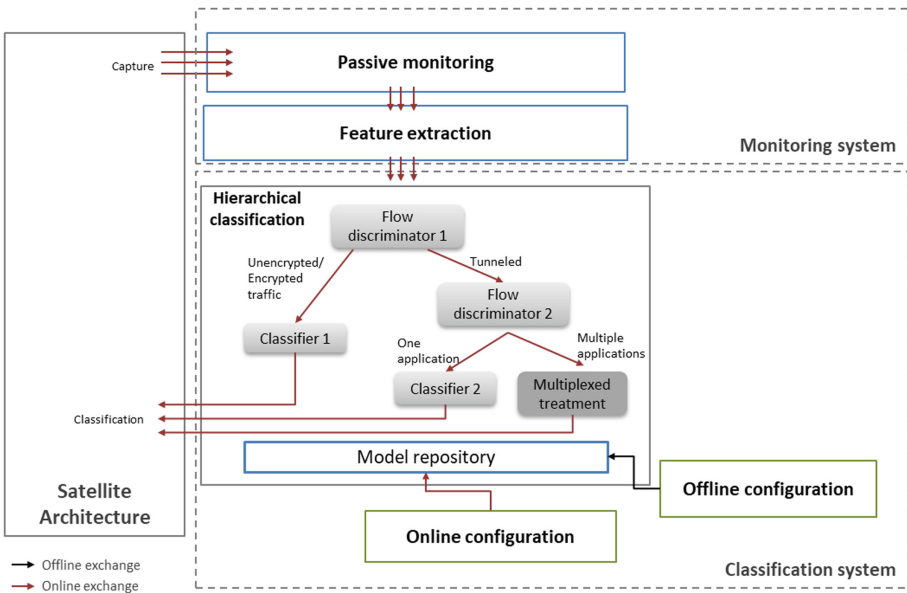 Capture
Passive monitoring
Feature extraction
Monitoring system
Hierarchical
classification
Flow
discriminator 1
Unencrypted/
Encrypted
traffic
Tunneled
Flow
discriminator 2
Classifier 1
One
application
Multiple
applications
Classifier 2
Multiplexed
treatment
Classification
Model repository
Satellite
Architecture
Offline configuration
Online configuration
Offline exchange
Online exchange
Classification system